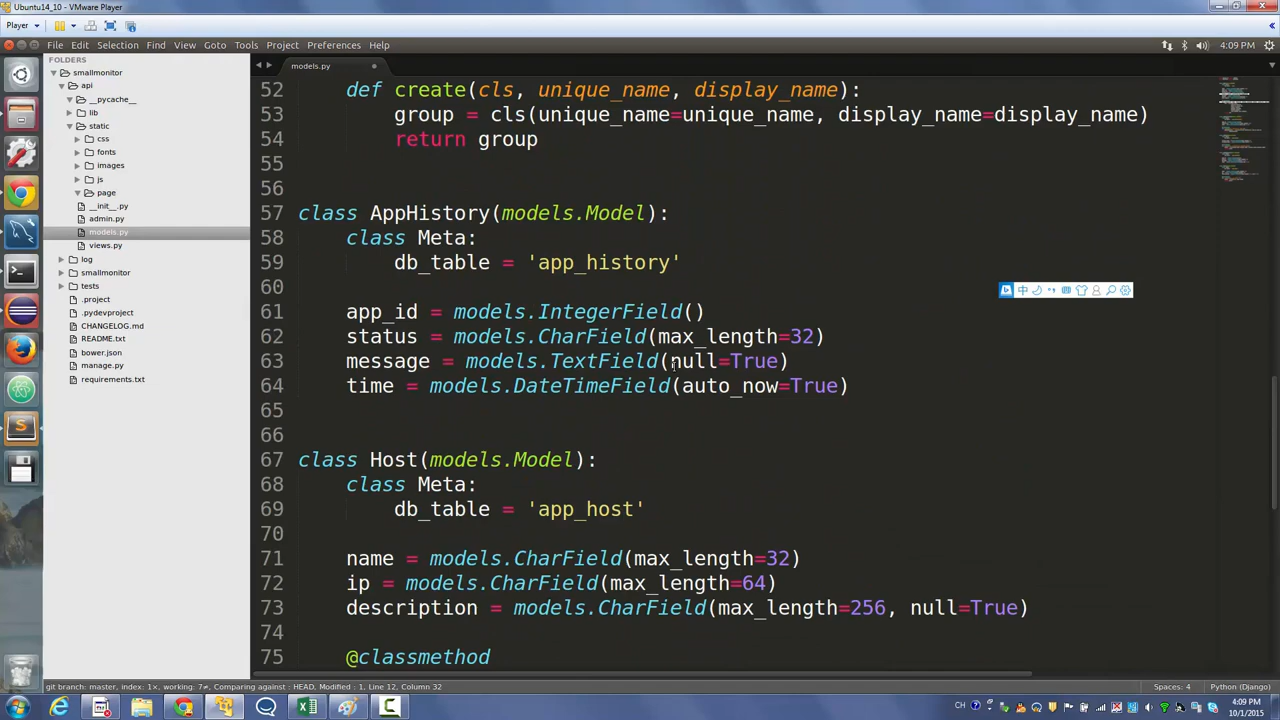 Ubuntu14_10 - VMware Player
Player
File Edit Selection Find View Goto Tools Project Preferences Help
4:09 PM
FOLDERS
smallmonitor
api
__pycache__
lib
static
css
fonts
images
js
page
__init__.py
admin.py
models.py
views.py
log
smallmonitor
tests
.project
.pydevproject
CHANGELOG.md
README.txt
bower.json
manage.py
requirements.txt
models.py
52 def create(cls, unique_name, display_name):
53 group = cls(unique_name=unique_name, display_name=display_name)
54 return group
55
56
57 class AppHistory(models.Model):
58 class Meta:
59 db_table = 'app_history'
60
61 app_id = models.IntegerField()
62 status = models.CharField(max_length=32)
63 message = models.TextField(null=True)
64 time = models.DateTimeField(auto_now=True)
65
66
67 class Host(models.Model):
68 class Meta:
69 db_table = 'app_host'
70
71 name = models.CharField(max_length=32)
72 ip = models.CharField(max_length=64)
73 description = models.CharField(max_length=256, null=True)
74
75 @classmethod
中
git branch: master, index: 1×, working: 7≠, Comparing against : HEAD, Modified : 1, Line 12, Column 32
Spaces: 4
Python (Django)
CH
4:09 PM
10/1/2015